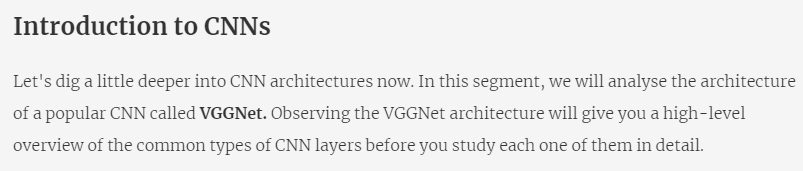 Introduction to CNNs
Let's dig a little deeper into CNN architectures now. In this segment, we will analyse the architecture
of a popular CNN called VGGNet. Observing the VGGNet architecture will give you a high-level
overview of the common types of CNN layers before you study each one of them in detail.